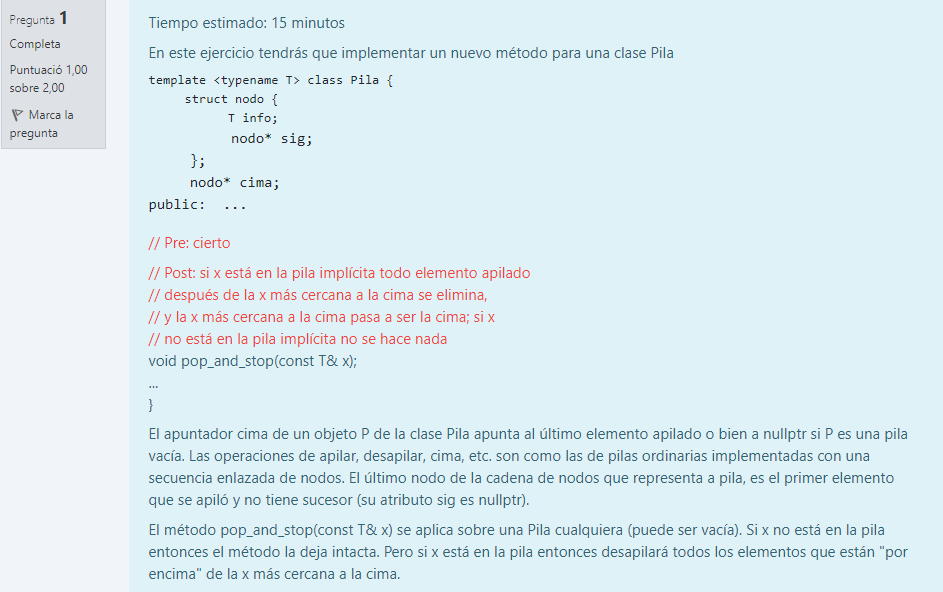 Pregunta 1
Completa
Puntuació 1,00
sobre 2,00
Marca la
pregunta
Tiempo estimado: 15 minutos
En este ejercicio tendrás que implementar un nuevo método para una clase Pila
template <typename T> class Pila {
struct nodo {
T info;
nodo* sig;
};
nodo* cima;
public:  ...
// Pre: cierto
// Post: si x está en la pila implícita todo elemento apilado
// después de la x más cercana a la cima se elimina,
// y la x más cercana a la cima pasa a ser la cima; si x
// no está en la pila implícita no se hace nada
void pop_and_stop(const T& x);
...
}
El apuntador cima de un objeto P de la clase Pila apunta al último elemento apilado o bien a nullptr si P es una pila
vacía. Las operaciones de apilar, desapilar, cima, etc. son como las de pilas ordinarias implementadas con una
secuencia enlazada de nodos. El último nodo de la cadena de nodos que representa a pila, es el primer elemento
que se apiló y no tiene sucesor (su atributo sig es nullptr).
El método pop_and_stop(const T& x) se aplica sobre una Pila cualquiera (puede ser vacía). Si x no está en la pila
entonces el método la deja intacta. Pero si x está en la pila entonces desapilará todos los elementos que están "por
encima" de la x más cercana a la cima.